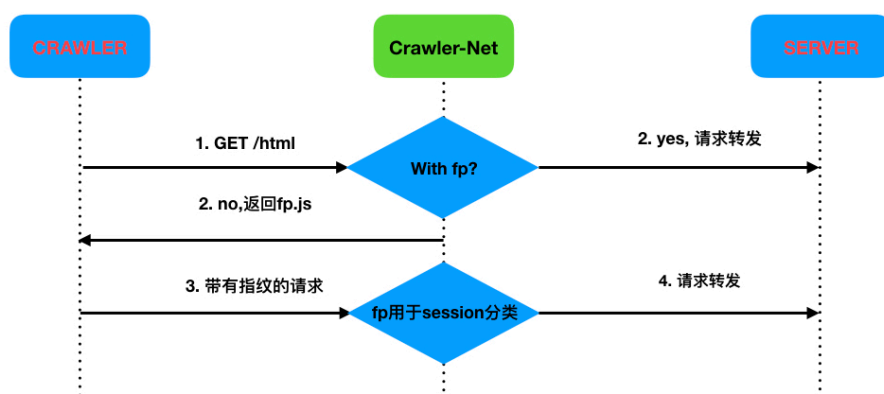 CRAWLER
Crawler-Net
SERVER
1. GET /html
With fp?
2. yes, 请求转发
2. no,返回fp.js
3. 带有指纹的请求
fp用于session分类
4. 请求转发